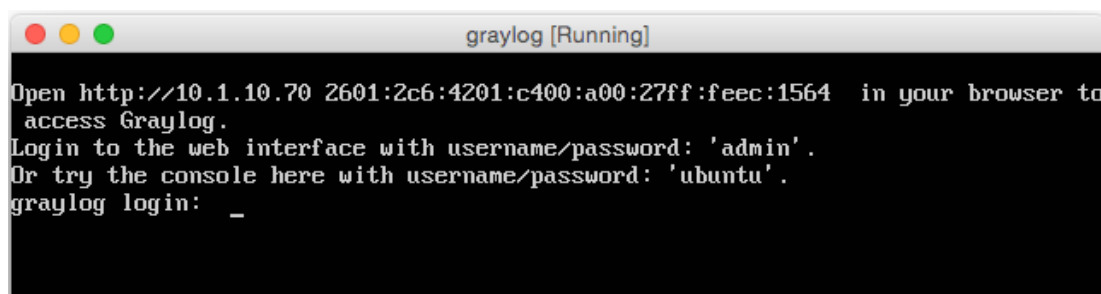 graylog [Running]
Open http://10.1.10.70 2601:2c6:4201:c400:a00:27ff:feec:1564  in your browser to
 access Graylog.
Login to the web interface with username/password: 'admin'.
Or try the console here with username/password: 'ubuntu'.
graylog login:  _